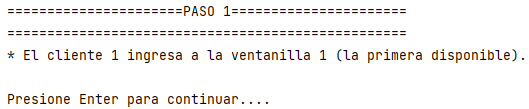 ======================PASO 1======================
==================================================
* El cliente 1 ingresa a la ventanilla 1 (la primera disponible).
Presione Enter para continuar....